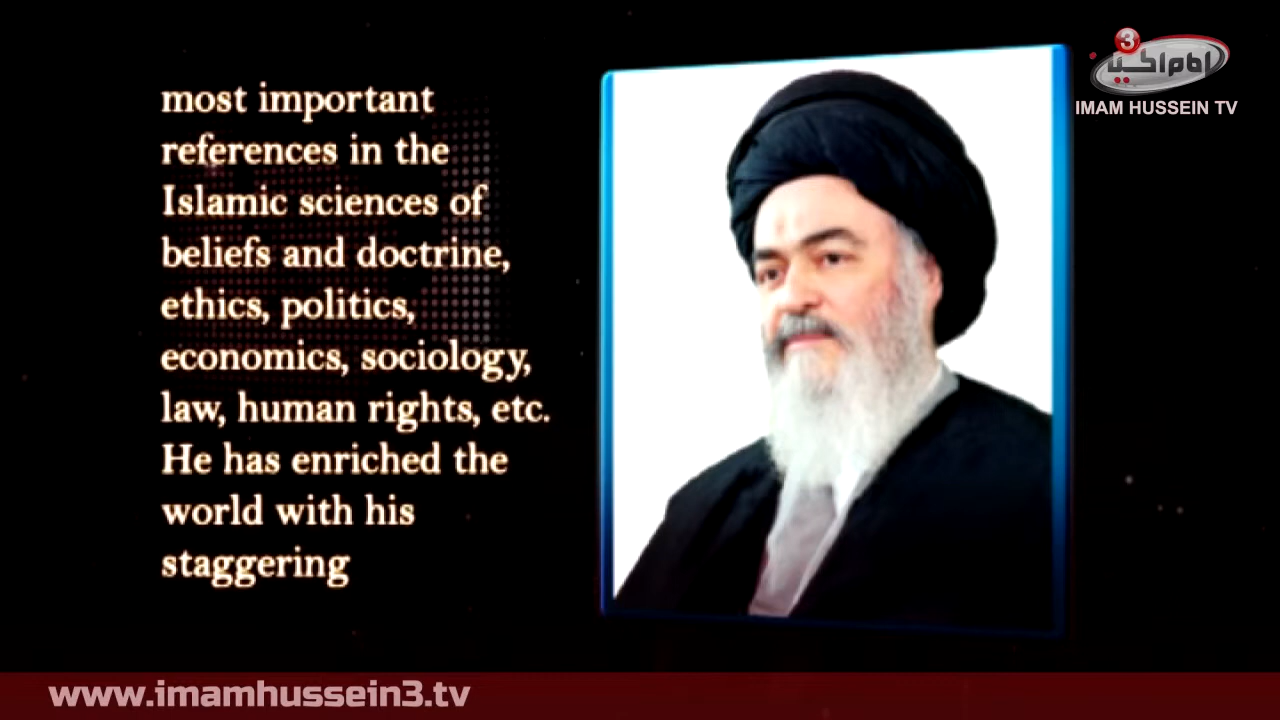 most important
references in the
Islamic sciences of
beliefs and doctrine,
ethics, politics,
economics, sociology,
law, human rights, etc.
He has enriched the
world with his
staggering
3
IMAM HUSSEIN TV
www.imamhussein3.tv